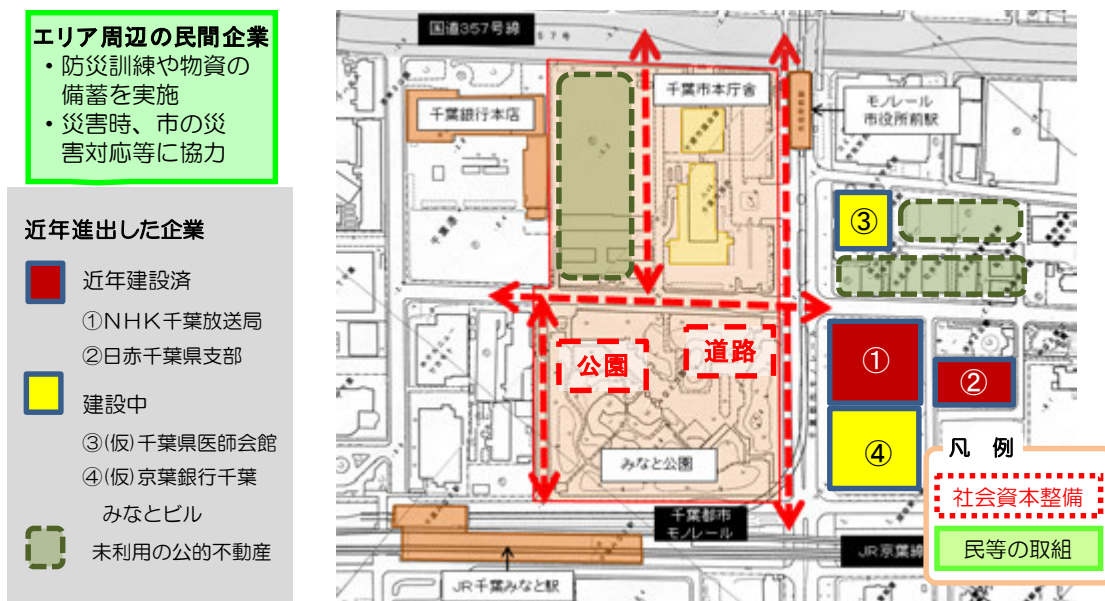 エリア周辺の民間企業
・防災訓練や物資の
備蓄を実施
・災害時、市の災
害対応等に協力
近年進出した企業
近年建設済
①NHK千葉放送局
②日赤千葉県支部
建設中
③(仮)千葉県医師会館
④(仮)京葉銀行千葉
みなとビル
未利用の公的不動産
国道357号線
千葉市本庁舎
千葉銀行本店
モノレール
市役所前駅
③
公園
道路
①
②
④
みなと公園
千葉都市
モノレール
JR京葉線
JR千葉みなと駅
凡 例
社会資本整備
民等の取組